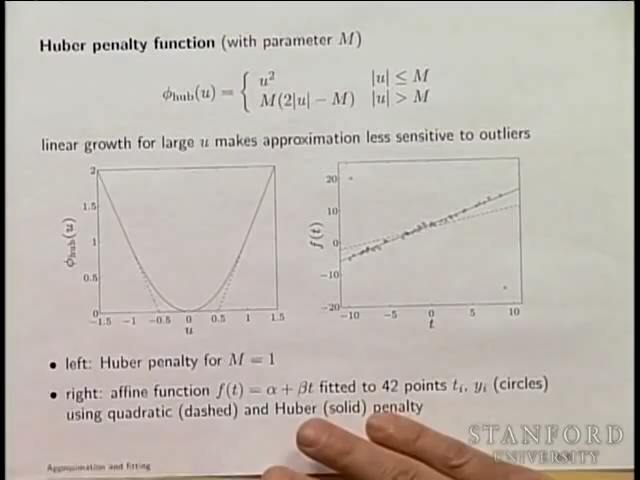 Huber penalty function (with parameter M)
ϕhub(u) = { u² |u| ≤ M
M(2|u| − M) |u| > M
linear growth for large u makes approximation less sensitive to outliers
2
1.5
1
0.5
0
ϕhub(u)
−1.5 −1 −0.5 0 0.5 1 1.5
u
20
10
0
−10
−20
f(t)
−10 −5 0 5 10
t
• left: Huber penalty for M = 1
• right: affine function f(t) = α + βt fitted to 42 points tᵢ, yᵢ (circles)
using quadratic (dashed) and Huber (solid) penalty
Approximation and fitting
STANFORD
UNIVERSITY